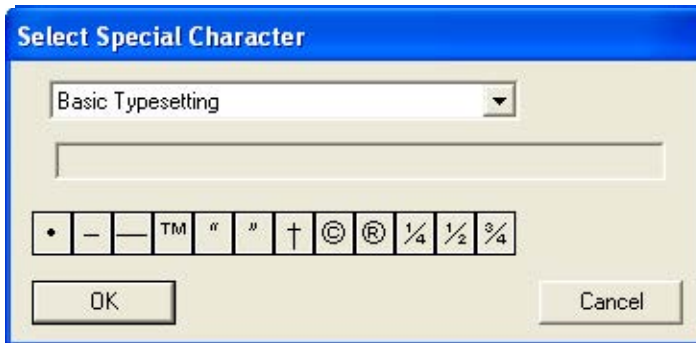 Select Special Character
Basic Typesetting
• – — ™ “ ” † © ® ¼ ½ ¾
OK Cancel